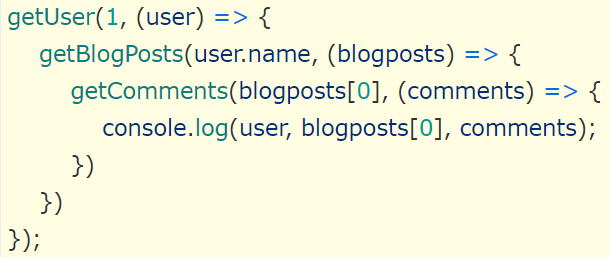 getUser(1, (user) => {
    getBlogPosts(user.name, (blogposts) => {
        getComments(blogposts[0], (comments) => {
            console.log(user, blogposts[0], comments);
        })
    })
});